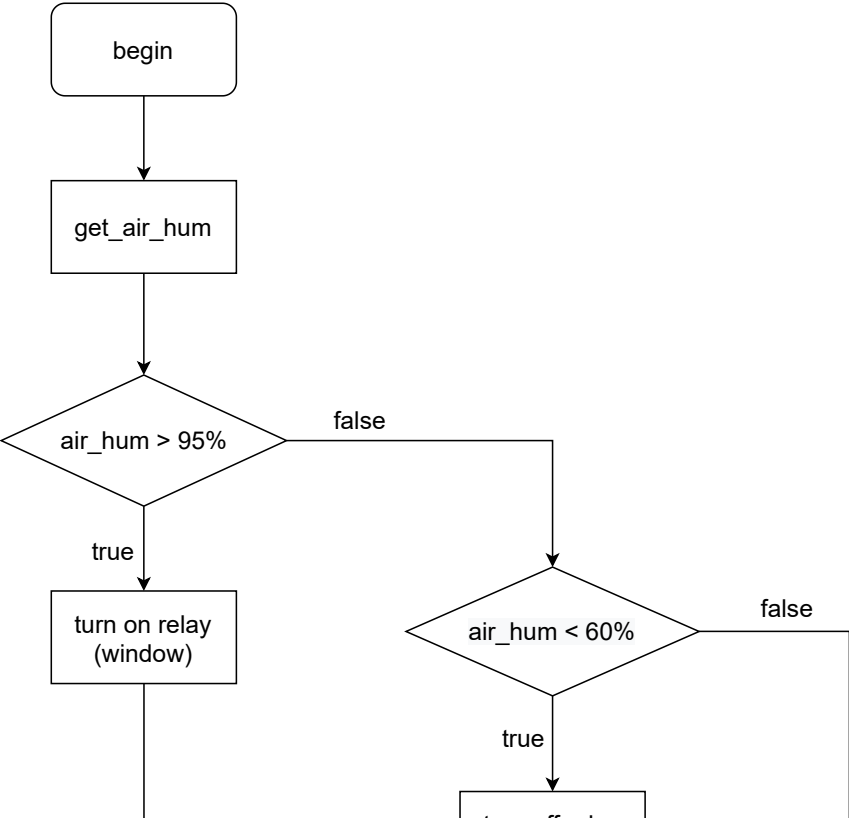 begin
get_air_hum
air_hum > 95%
false
true
turn on relay
(window)
air_hum < 60%
false
true